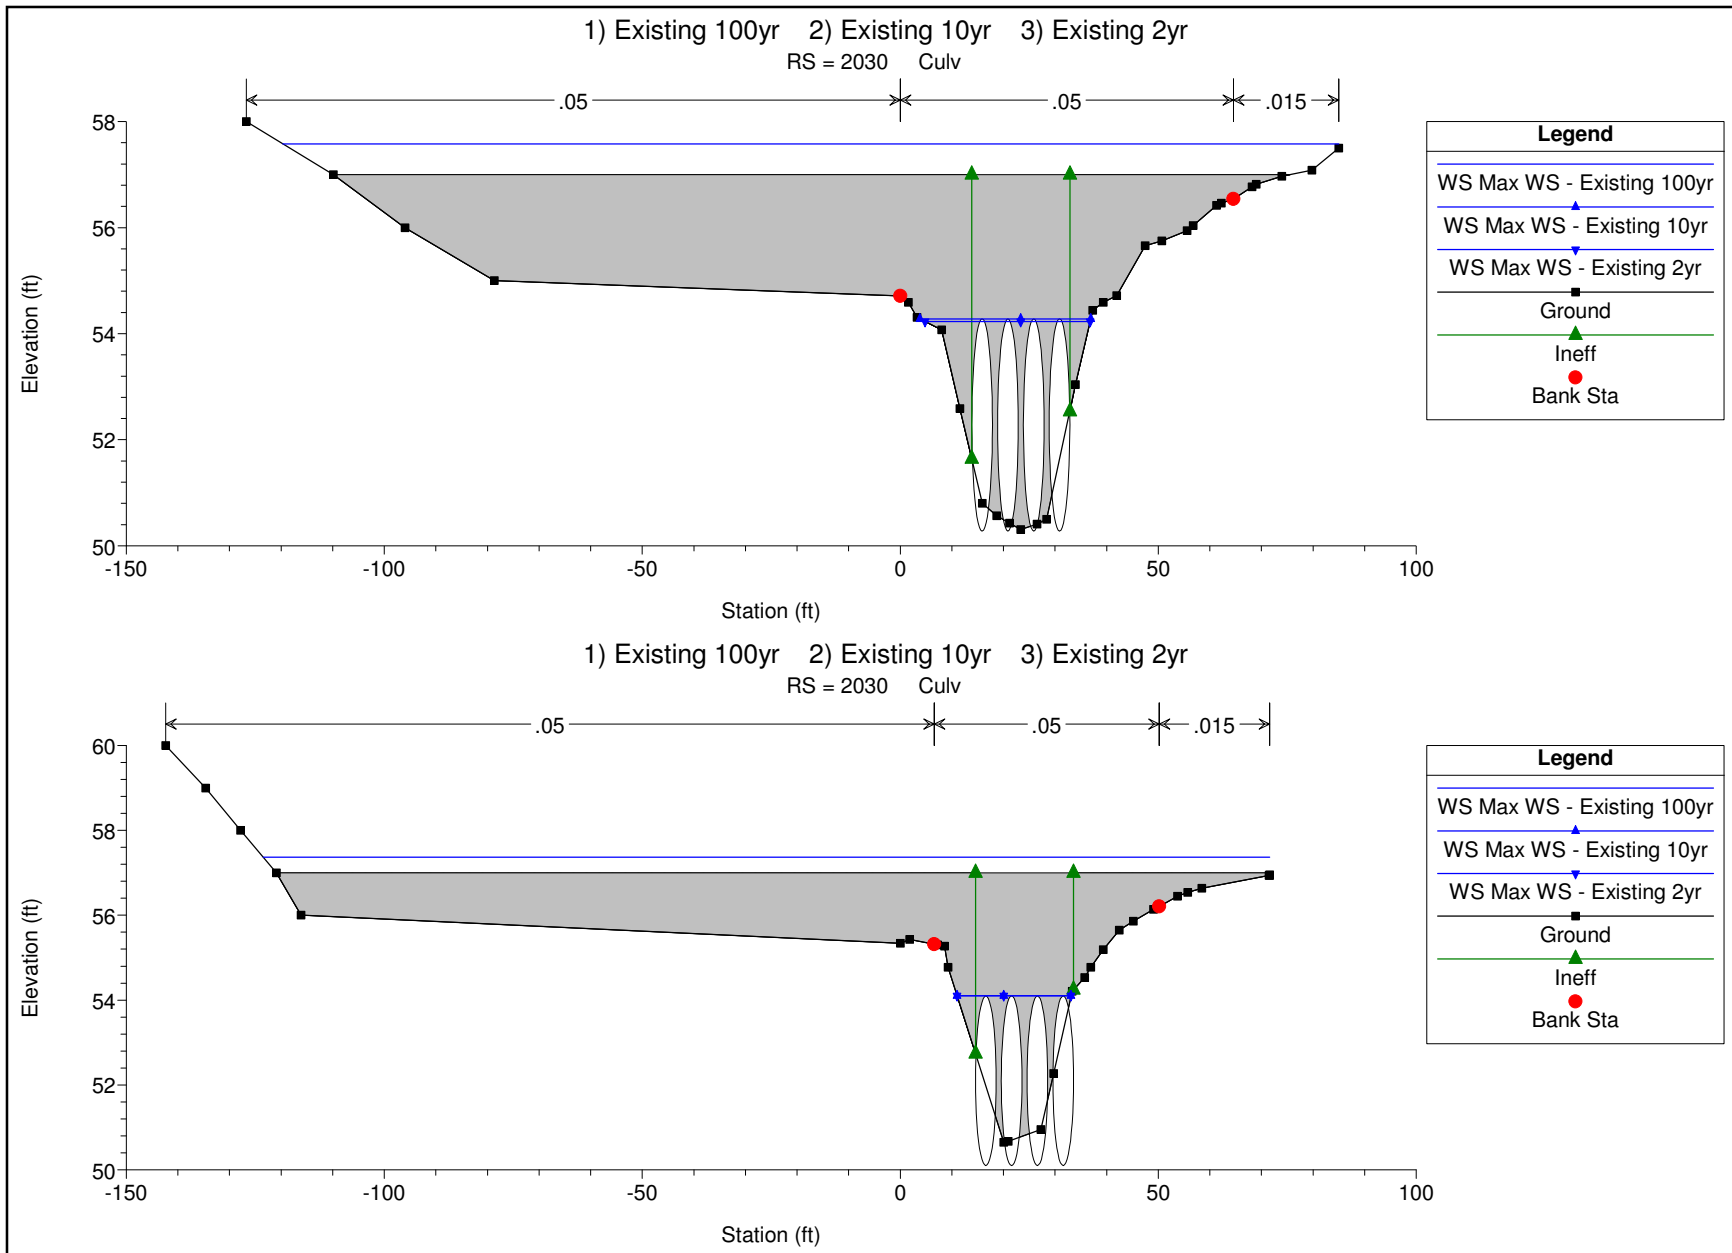 1) Existing 100yr    2) Existing 10yr    3) Existing 2yr
RS = 2030    Culv
.05
.05
.015
58
56
54
52
50
Elevation (ft)
-150
-100
-50
0
50
100
Station (ft)
Legend
WS Max WS - Existing 100yr
WS Max WS - Existing 10yr
WS Max WS - Existing 2yr
Ground
Ineff
Bank Sta
1) Existing 100yr    2) Existing 10yr    3) Existing 2yr
RS = 2030    Culv
.05
.05
.015
60
58
56
54
52
50
Elevation (ft)
-150
-100
-50
0
50
100
Station (ft)
Legend
WS Max WS - Existing 100yr
WS Max WS - Existing 10yr
WS Max WS - Existing 2yr
Ground
Ineff
Bank Sta